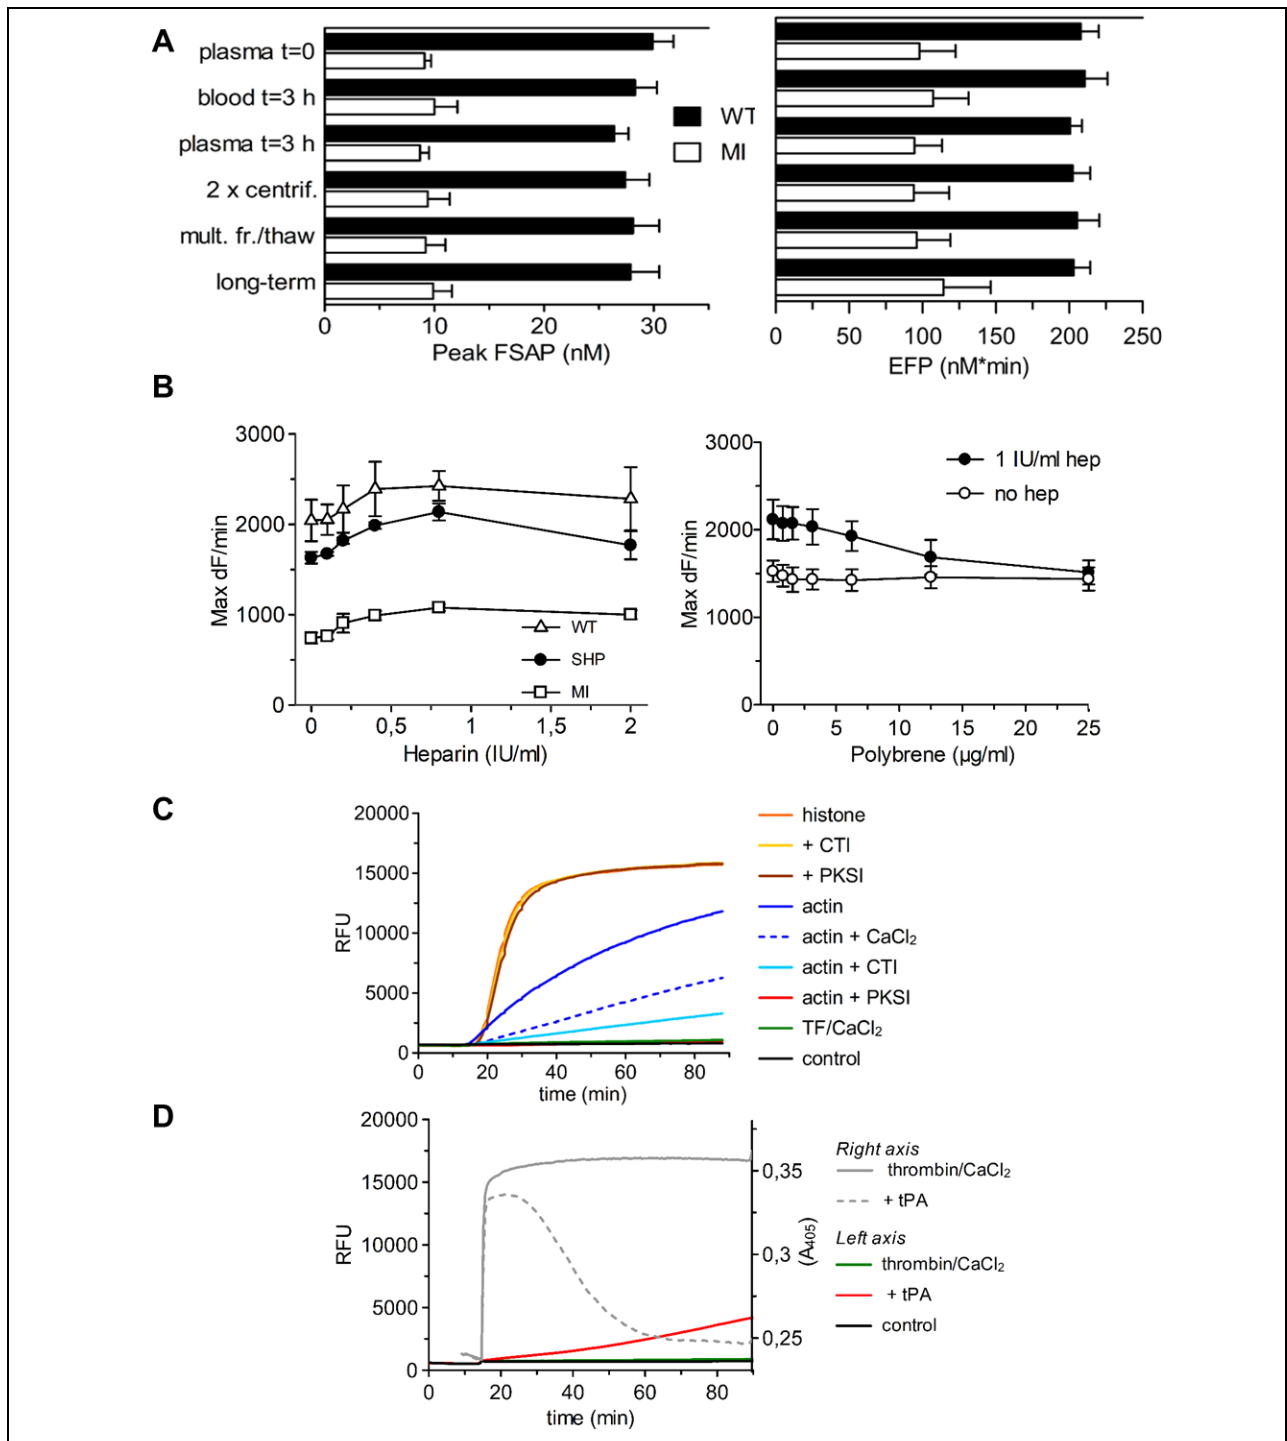 A
plasma t=0
blood t=3 h
plasma t=3 h
2 x centrif.
mult. fr./thaw
long-term
0 10 20 30
Peak FSAP (nM)
WT
MI
0 50 100 150 200 250
EFP (nM*min)
B
3000
2000
1000
0
Max dF/min
WT
SHP
MI
0 0,5 1 1,5 2
Heparin (IU/ml)
3000
2000
1000
0
Max dF/min
1 IU/ml hep
no hep
0 5 10 15 20 25
Polybrene (µg/ml)
C
20000
15000
10000
5000
0
RFU
0 20 40 60 80
time (min)
histone
+ CTI
+ PKSI
actin
actin + CaCl₂
actin + CTI
actin + PKSI
TF/CaCl₂
control
D
20000
15000
10000
5000
0
RFU
0 20 40 60 80
time (min)
0,35
0,3
0,25
(A₄₀₅)
Right axis
thrombin/CaCl₂
+ tPA
Left axis
thrombin/CaCl₂
+ tPA
control